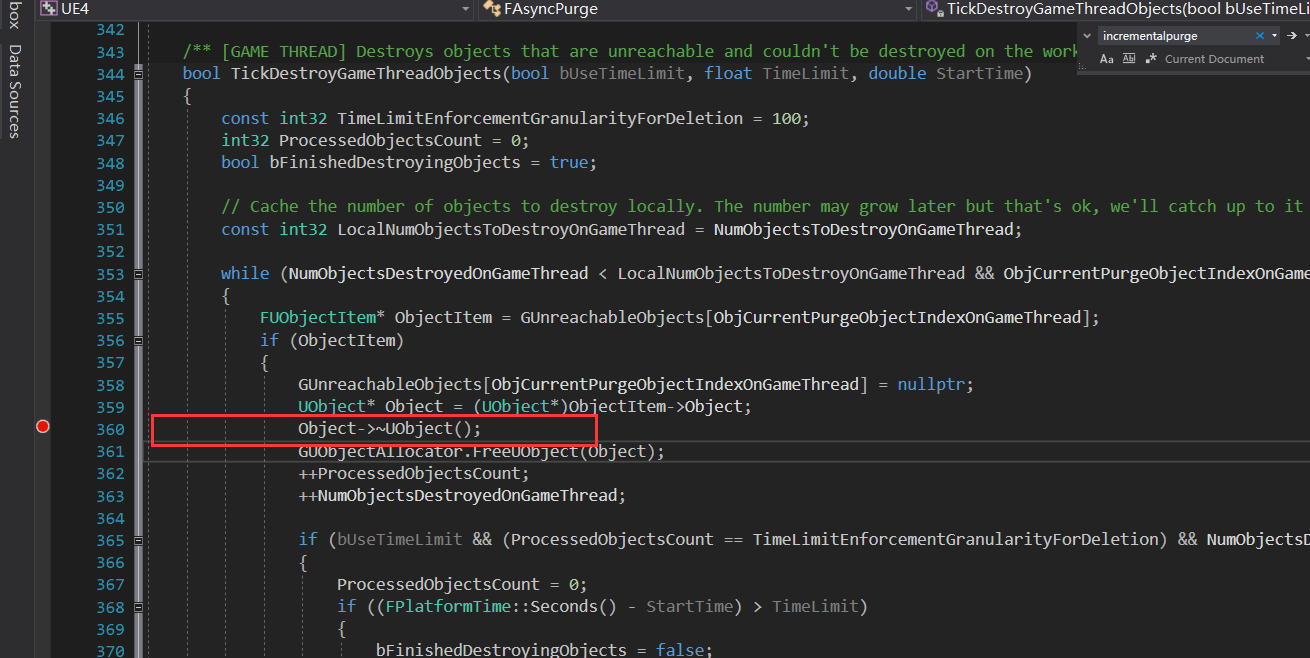 UE4
FAsyncPurge
TickDestroyGameThreadObjects(bool bUseTimeLi
box
Data Sources
incrementalpurge
Aa Ab .* Current Document
342
343 /** [GAME THREAD] Destroys objects that are unreachable and couldn't be destroyed on the work
344 bool TickDestroyGameThreadObjects(bool bUseTimeLimit, float TimeLimit, double StartTime)
345 {
346 const int32 TimeLimitEnforcementGranularityForDeletion = 100;
347 int32 ProcessedObjectsCount = 0;
348 bool bFinishedDestroyingObjects = true;
349
350 // Cache the number of objects to destroy locally. The number may grow later but that's ok, we'll catch up to it
351 const int32 LocalNumObjectsToDestroyOnGameThread = NumObjectsToDestroyOnGameThread;
352
353 while (NumObjectsDestroyedOnGameThread < LocalNumObjectsToDestroyOnGameThread && ObjCurrentPurgeObjectIndexOnGame
354 {
355 FUObjectItem* ObjectItem = GUnreachableObjects[ObjCurrentPurgeObjectIndexOnGameThread];
356 if (ObjectItem)
357 {
358 GUnreachableObjects[ObjCurrentPurgeObjectIndexOnGameThread] = nullptr;
359 UObject* Object = (UObject*)ObjectItem->Object;
360 Object->~UObject();
361 GUObjectAllocator.FreeUObject(Object);
362 ++ProcessedObjectsCount;
363 ++NumObjectsDestroyedOnGameThread;
364
365 if (bUseTimeLimit && (ProcessedObjectsCount == TimeLimitEnforcementGranularityForDeletion) && NumObjectsD
366 {
367 ProcessedObjectsCount = 0;
368 if ((FPlatformTime::Seconds() - StartTime) > TimeLimit)
369 {
370 bFinishedDestroyingObjects = false;